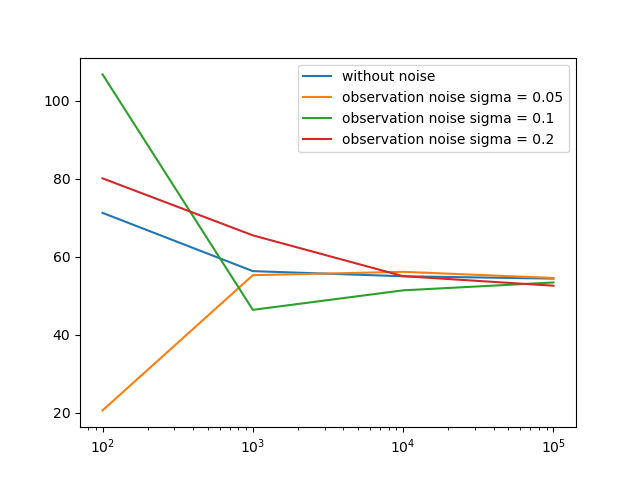 without noise
observation noise sigma = 0.05
observation noise sigma = 0.1
observation noise sigma = 0.2
100
80
60
40
20
10² 10³ 10⁴ 10⁵